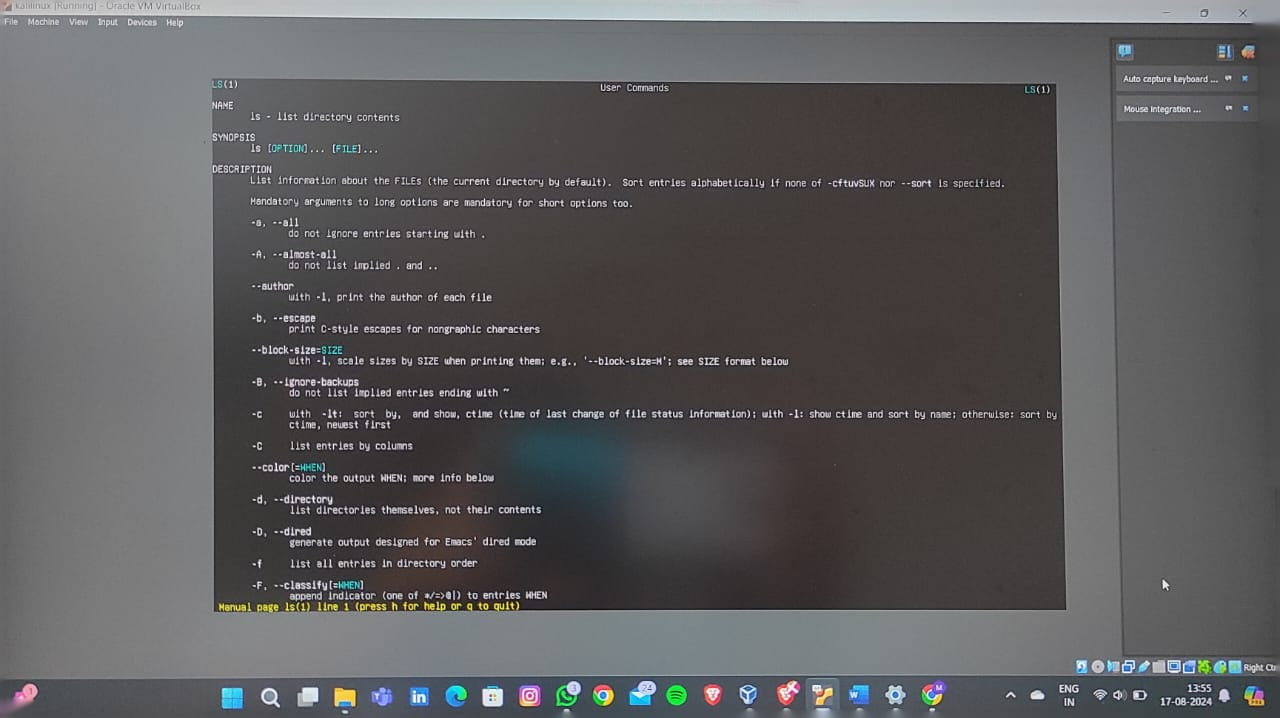 kalilinux [Running] - Oracle VM VirtualBox
File Machine View Input Devices Help
Auto capture keyboard ...
Mouse integration ...
LS(1) User Commands LS(1)
NAME
ls - list directory contents
SYNOPSIS
ls [OPTION]... [FILE]...
DESCRIPTION
List information about the FILEs (the current directory by default). Sort entries alphabetically if none of -cftuvSUX nor --sort is specified.
Mandatory arguments to long options are mandatory for short options too.
-a, --all
do not ignore entries starting with .
-A, --almost-all
do not list implied . and ..
--author
with -l, print the author of each file
-b, --escape
print C-style escapes for nongraphic characters
--block-size=SIZE
with -l, scale sizes by SIZE when printing them; e.g., '--block-size=M'; see SIZE format below
-B, --ignore-backups
do not list implied entries ending with ~
-c with -lt: sort by, and show, ctime (time of last change of file status information); with -l: show ctime and sort by name; otherwise: sort by
ctime, newest first
-C list entries by columns
--color[=WHEN]
color the output WHEN; more info below
-d, --directory
list directories themselves, not their contents
-D, --dired
generate output designed for Emacs' dired mode
-f list all entries in directory order
-F, --classify[=WHEN]
append indicator (one of */=>@|) to entries WHEN
Manual page ls(1) line 1 (press h for help or q to quit)
Right Ctr
1
3
24
ENG
IN
13:55
17-08-2024